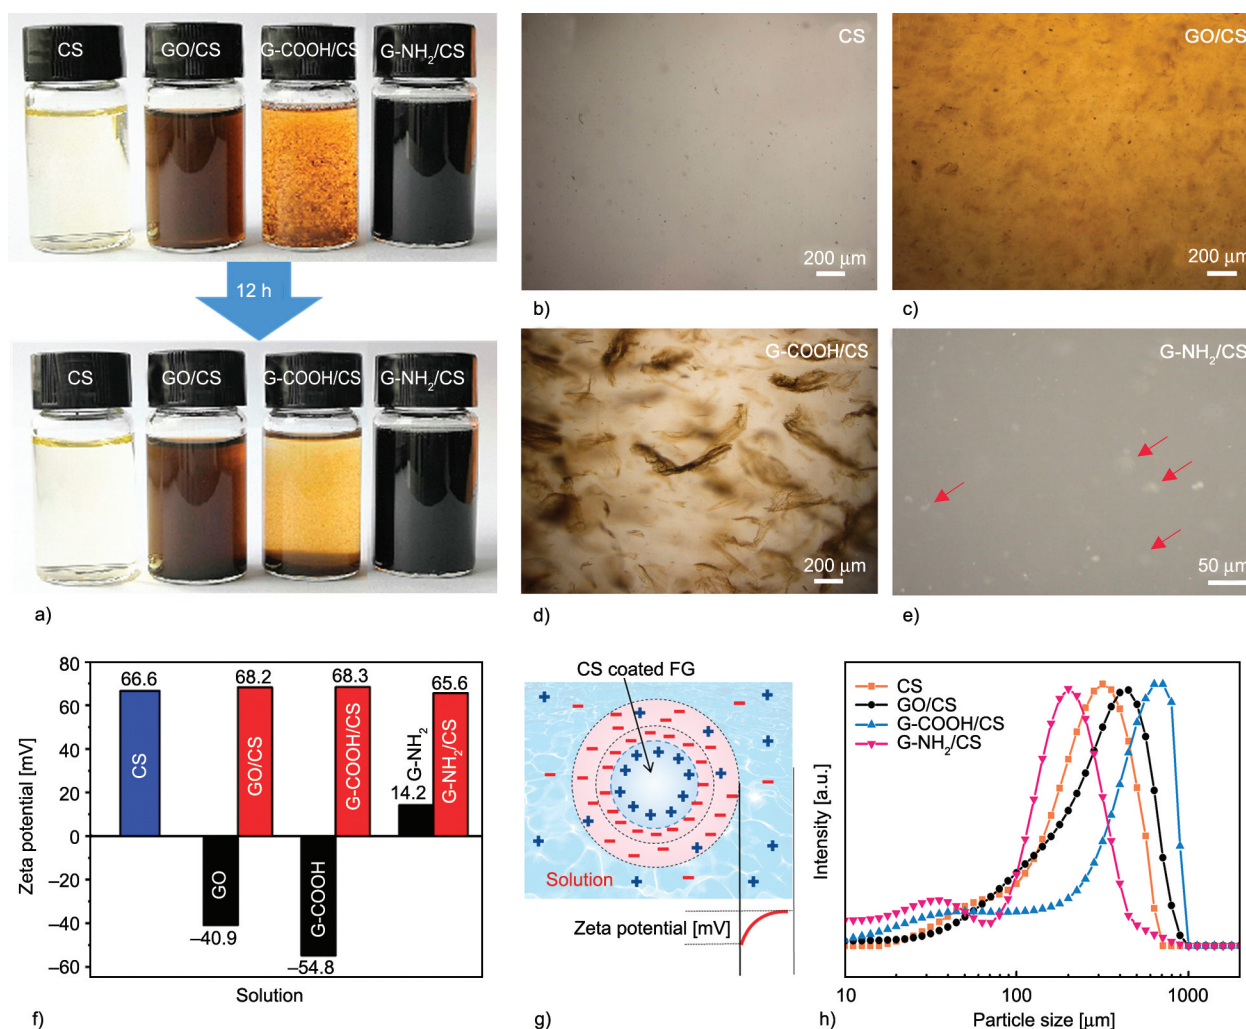 CS
GO/CS
G-COOH/CS
G-NH2/CS
12 h
CS
GO/CS
G-COOH/CS
G-NH2/CS
a)
CS
200 μm
b)
GO/CS
200 μm
c)
G-COOH/CS
200 μm
d)
G-NH2/CS
50 μm
e)
Zeta potential [mV]
80
60
40
20
0
–20
–40
–60
66.6
CS
–40.9
GO
68.2
GO/CS
–54.8
G-COOH
68.3
G-COOH/CS
14.2
G-NH2
65.6
G-NH2/CS
Solution
f)
CS coated FG
Solution
Zeta potential [mV]
g)
Intensity [a.u.]
CS
GO/CS
G-COOH/CS
G-NH2/CS
10
100
1000
Particle size [μm]
h)